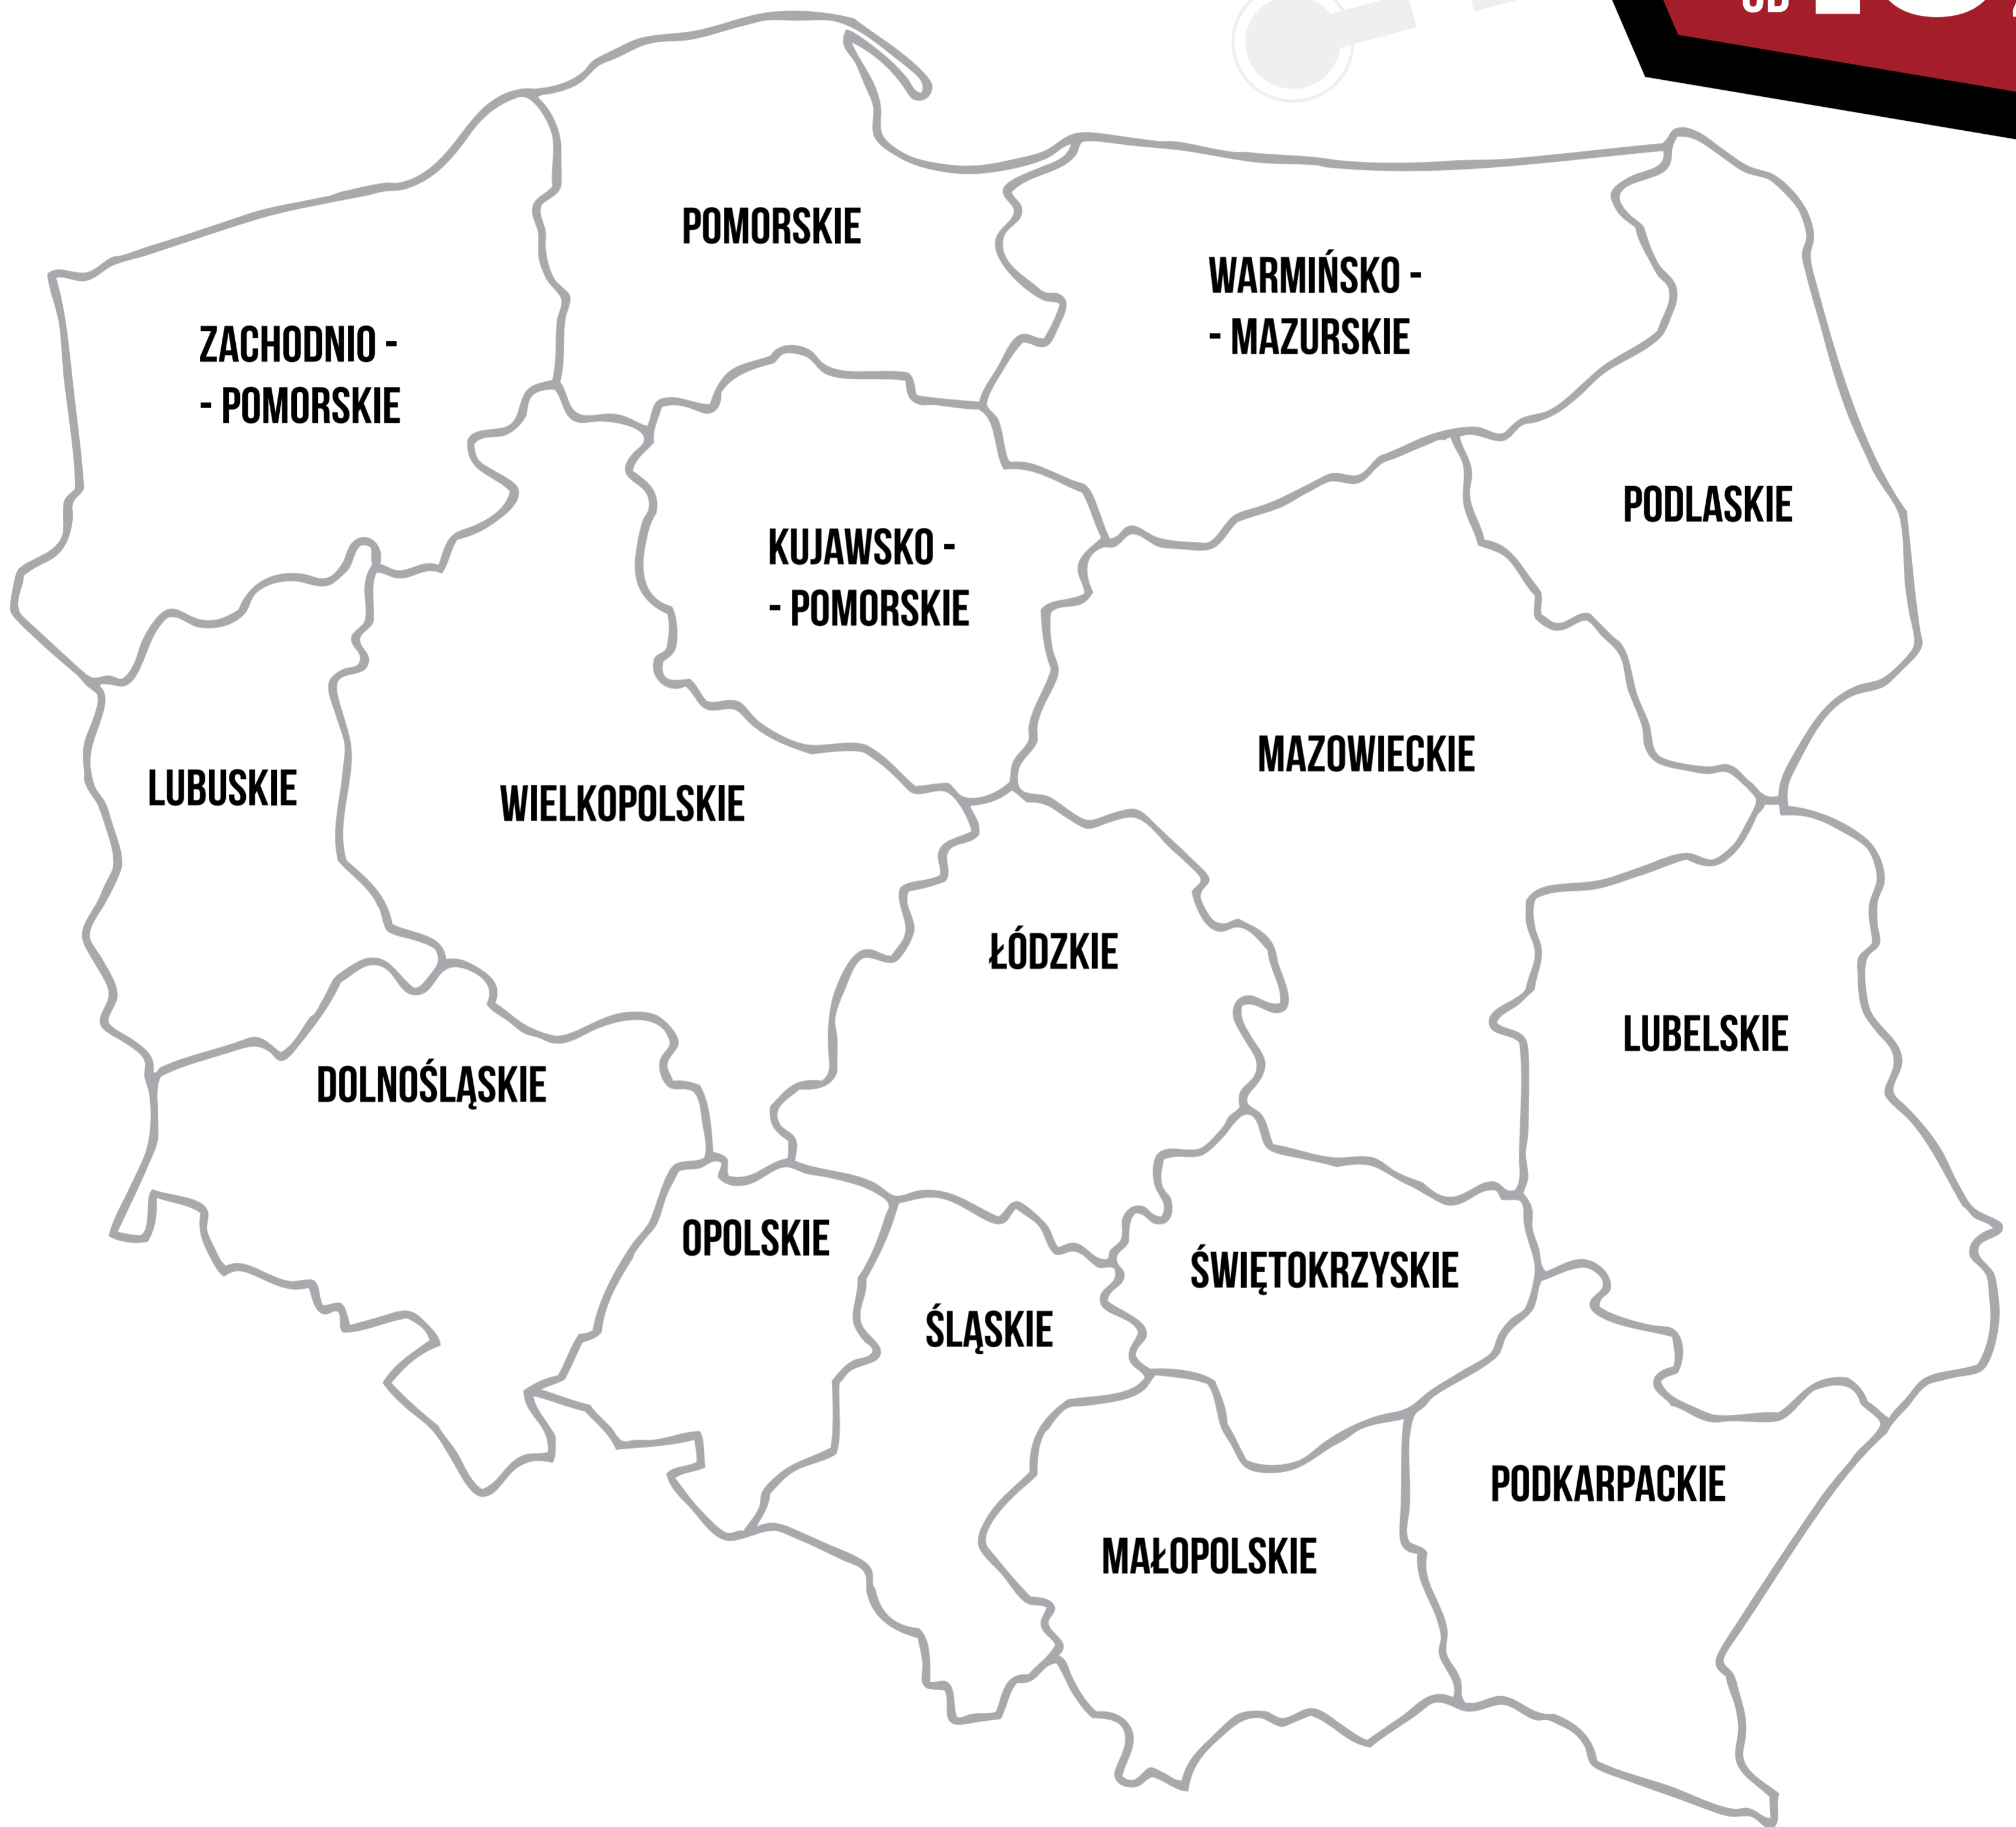 POMORSKIE
WARMIŃSKO -
- MAZURSKIE
ZACHODNIO -
- POMORSKIE
PODLASKIE
KUJAWSKO -
- POMORSKIE
MAZOWIECKIE
LUBUSKIE
WIELKOPOLSKIE
ŁÓDZKIE
LUBELSKIE
DOLNOŚLĄSKIE
OPOLSKIE
ŚWIĘTOKRZYSKIE
ŚLĄSKIE
PODKARPACKIE
MAŁOPOLSKIE